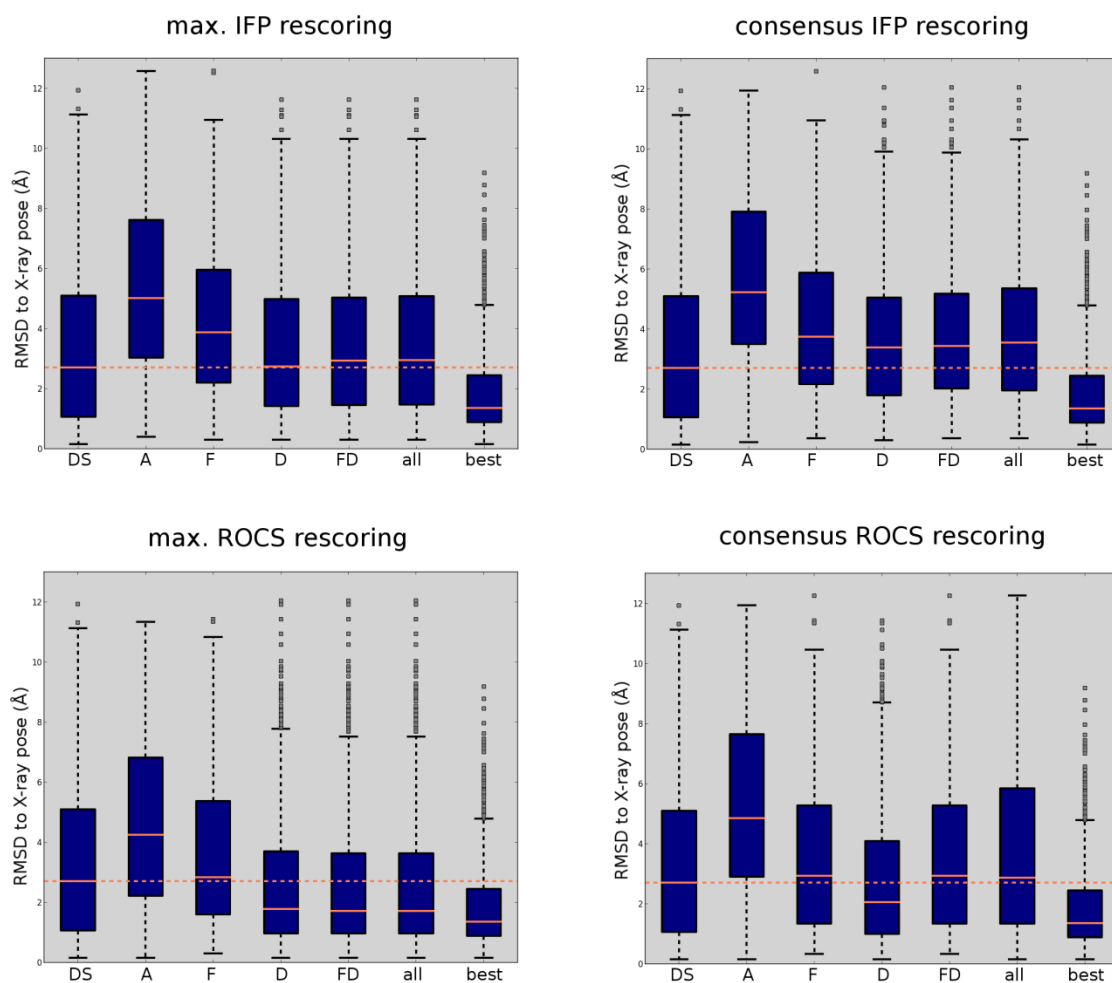 max. IFP rescoring
RMSD to X-ray pose (Å)
12
10
8
6
4
2
0
DS A F D FD all best
consensus IFP rescoring
RMSD to X-ray pose (Å)
12
10
8
6
4
2
0
DS A F D FD all best
max. ROCS rescoring
RMSD to X-ray pose (Å)
12
10
8
6
4
2
0
DS A F D FD all best
consensus ROCS rescoring
RMSD to X-ray pose (Å)
12
10
8
6
4
2
0
DS A F D FD all best